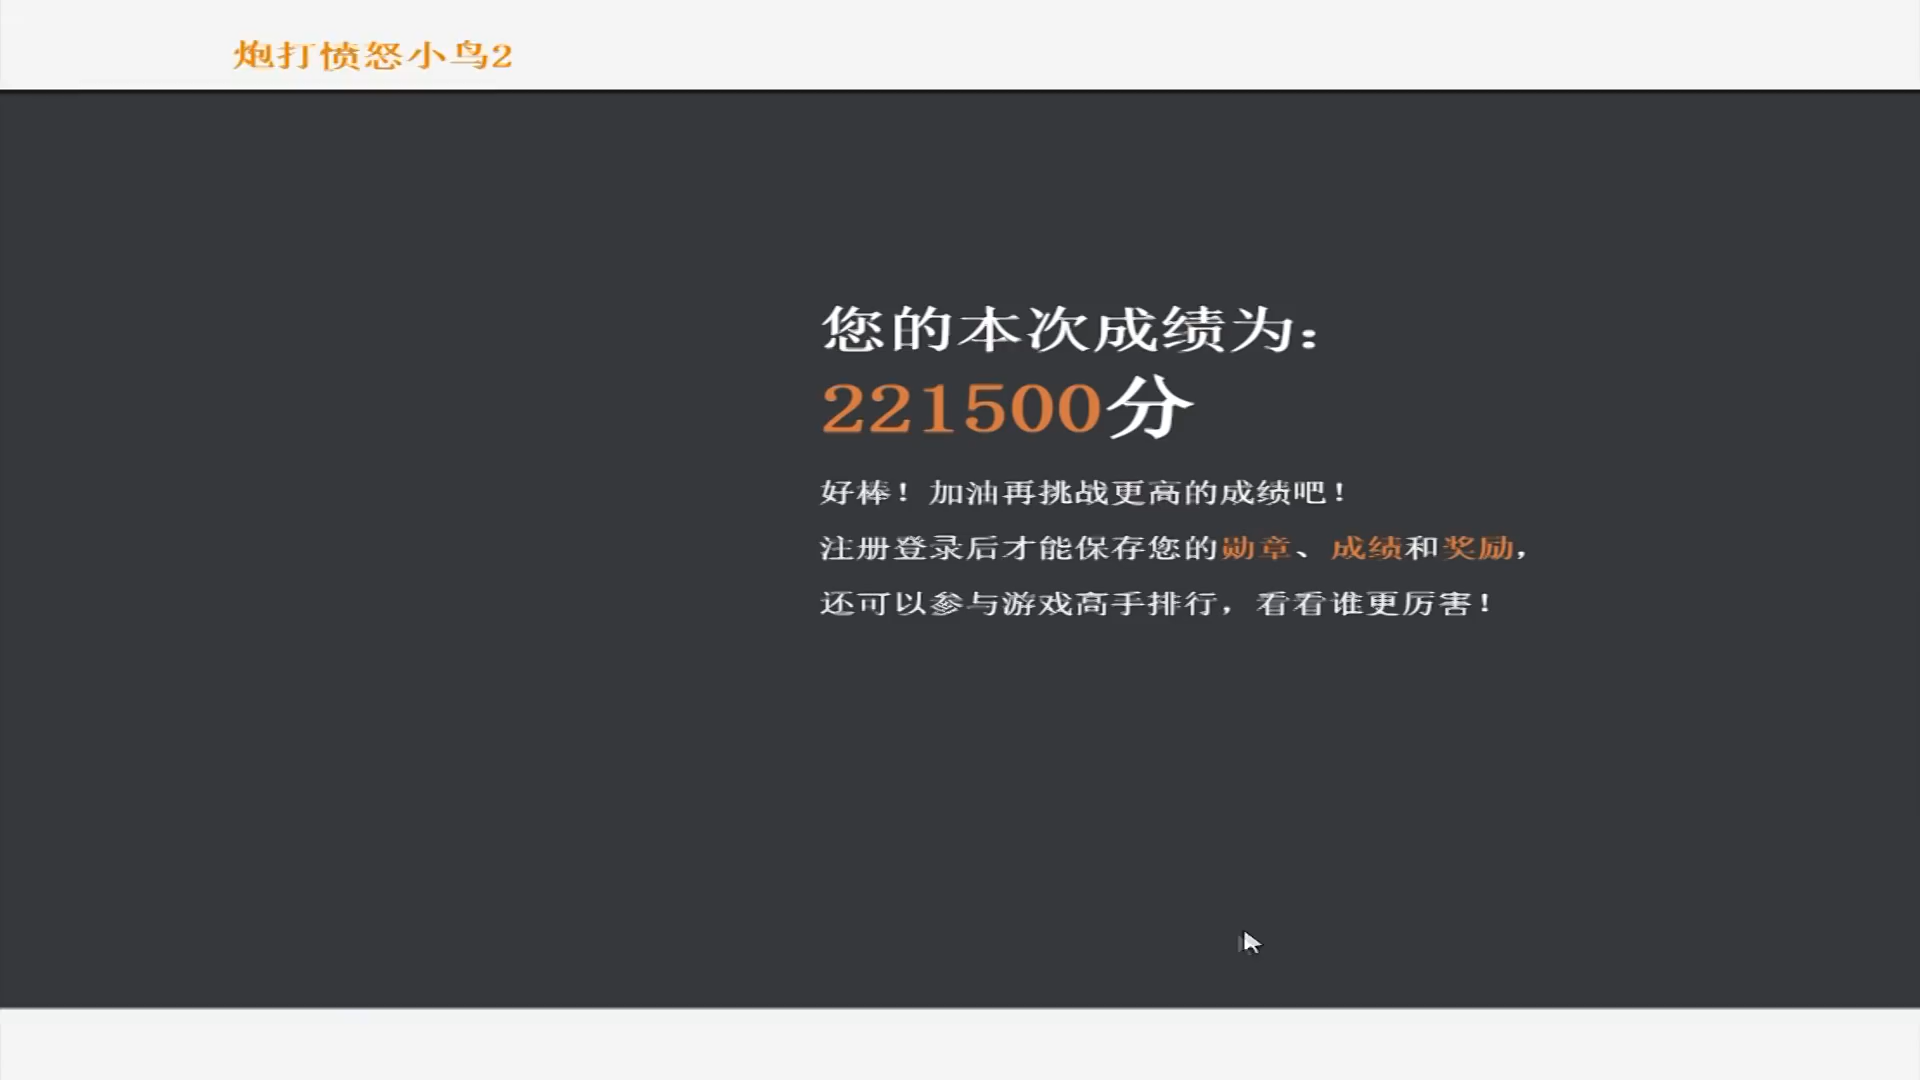 炮打愤怒小鸟2
您的本次成绩为:
221500分
好棒！加油再挑战更高的成绩吧！
注册登录后才能保存您的勋章、成绩和奖励，
还可以参与游戏高手排行，看看谁更厉害！